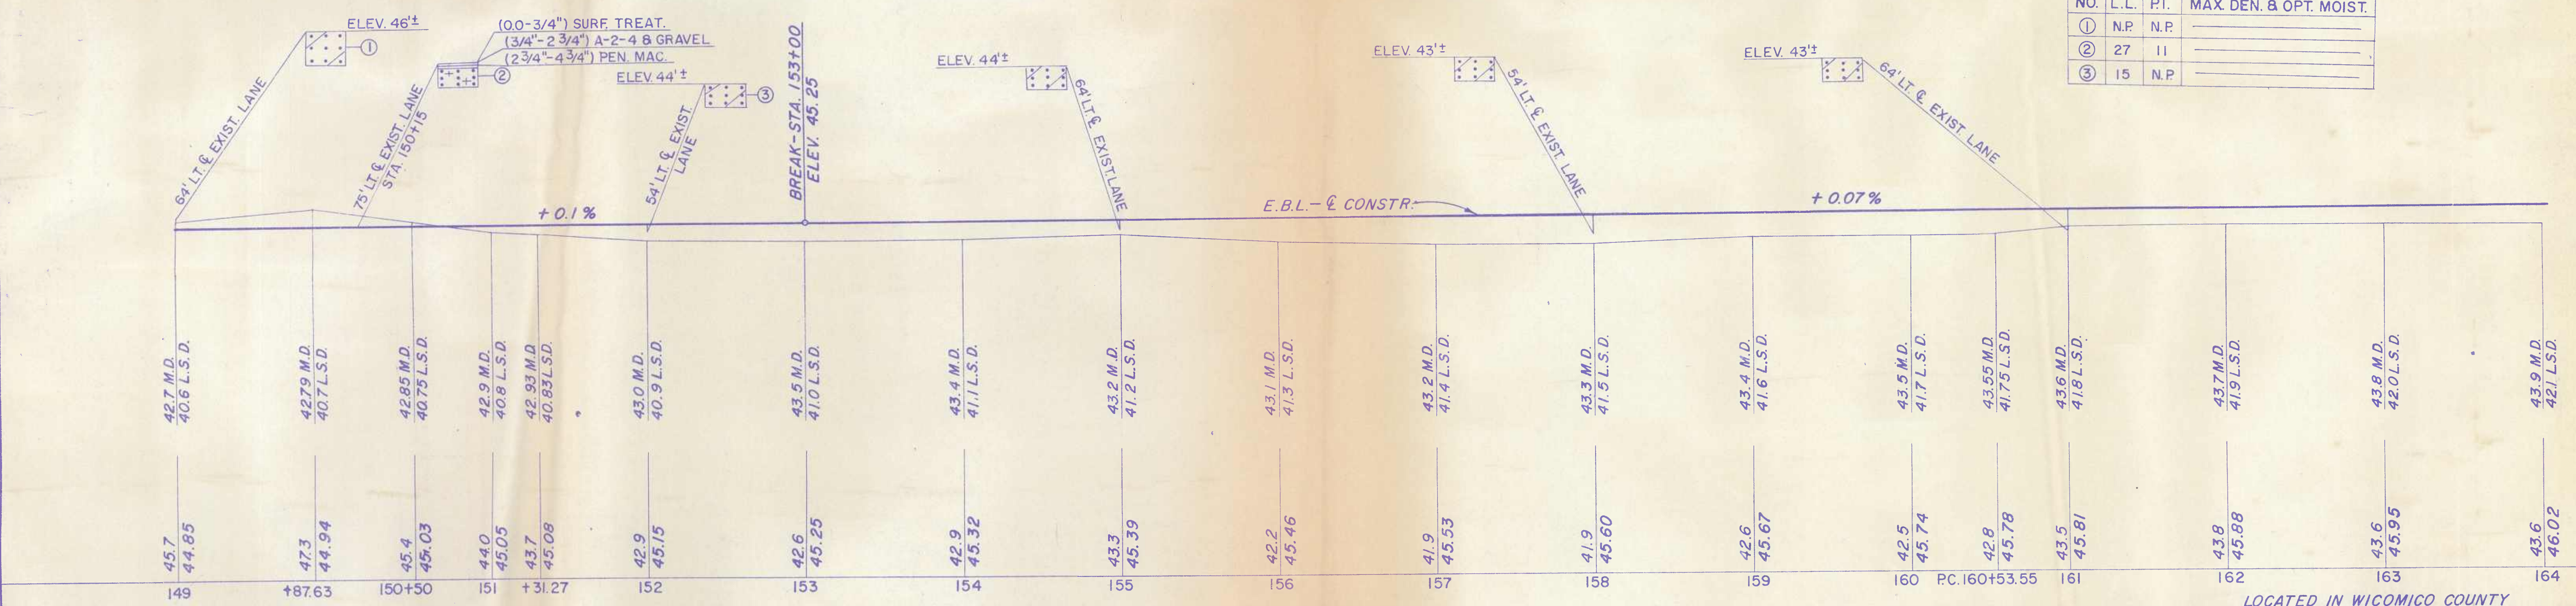 ELEV. 46'±
①
(0.0-3/4") SURF. TREAT.
(3/4"-2 3/4") A-2-4 & GRAVEL
(2 3/4"-4 3/4") PEN. MAC.
②
ELEV. 44'±
③
BREAK-STA. 153+00
ELEV. 45.25
ELEV. 44'±
ELEV. 43'±
ELEV. 43'±
NO. L.L. P.I. MAX. DEN. & OPT. MOIST.
① N.P. N.P.
② 27 11
③ 15 N.P.
64' LT. ℄ EXIST. LANE
75' LT. ℄ EXIST. LANE
STA. 150+15
54' LT. ℄ EXIST.
LANE
64' LT. ℄ EXIST. LANE
54' LT. ℄ EXIST. LANE
64' LT. ℄ EXIST. LANE
+0.1%
E.B.L.-℄ CONSTR.
+0.07%
42.7 M.D.
40.6 L.S.D.
42.79 M.D.
40.7 L.S.D.
42.85 M.D.
40.75 L.S.D.
42.9 M.D.
40.8 L.S.D.
42.93 M.D
40.83 L.S.D.
43.0 M.D.
40.9 L.S.D.
43.5 M.D.
41.0 L.S.D.
43.4 M.D.
41.1 L.S.D.
43.2 M.D.
41.2 L.S.D.
43.1 M.D.
41.3 L.S.D.
43.2 M.D.
41.4 L.S.D.
43.3 M.D.
41.5 L.S.D.
43.4 M.D.
41.6 L.S.D.
43.5 M.D.
41.7 L.S.D.
43.55 M.D.
41.75 L.S.D.
43.6 M.D.
41.8 L.S.D.
43.7 M.D.
41.9 L.S.D.
43.8 M.D.
42.0 L.S.D.
43.9 M.D.
42.1 L.S.D.
45.7
44.85
47.3
44.94
45.4
45.03
44.0
45.05
43.7
45.08
42.9
45.15
42.6
45.25
42.9
45.32
43.3
45.39
42.2
45.46
41.9
45.53
41.9
45.60
42.6
45.67
42.5
45.74
42.8
45.78
43.5
45.81
43.8
45.88
43.6
45.95
43.6
46.02
149 +87.63 150+50 151 +31.27 152 153 154 155 156 157 158 159 160 P.C. 160+53.55 161 162 163 164
LOCATED IN WICOMICO COUNTY